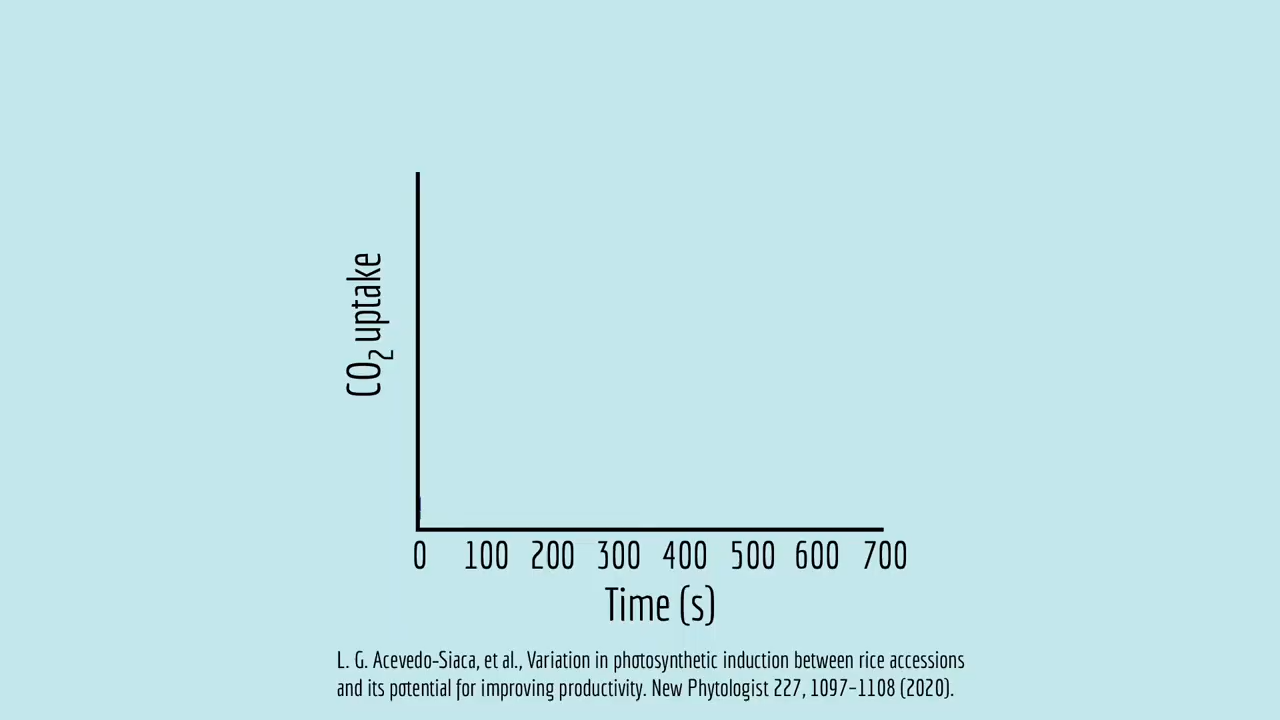 CO2 uptake
0 100 200 300 400 500 600 700
Time (s)
L. G. Acevedo-Siaca, et al., Variation in photosynthetic induction between rice accessions
and its potential for improving productivity. New Phytologist 227, 1097-1108 (2020).